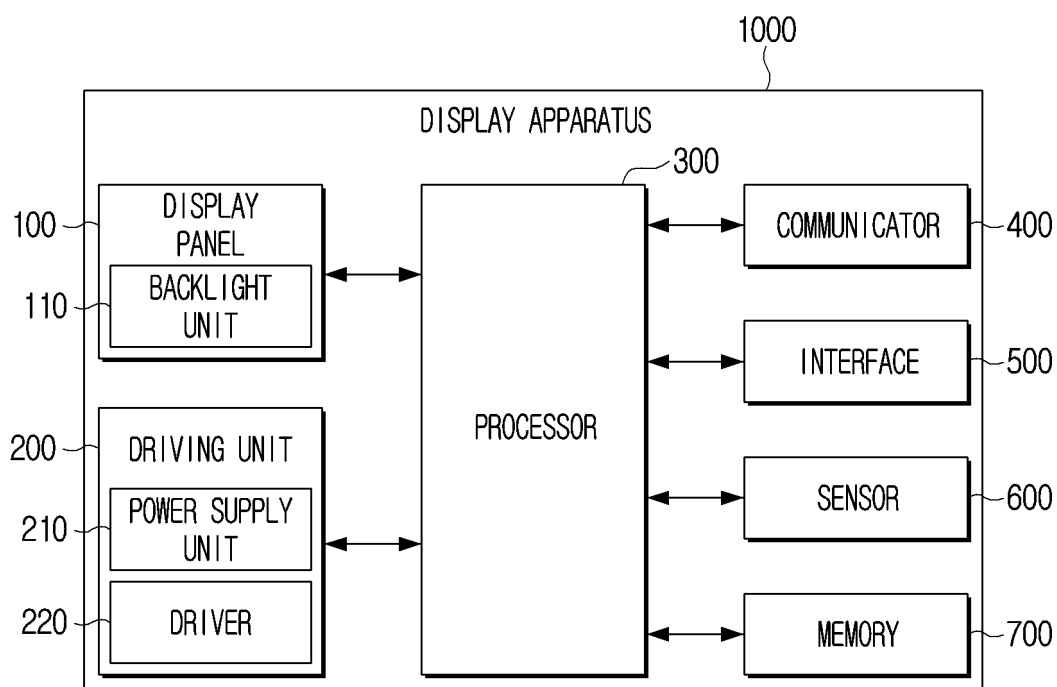 1000
DISPLAY APPARATUS
300
100
DISPLAY
PANEL
110
BACKLIGHT
UNIT
200
DRIVING UNIT
210
POWER SUPPLY
UNIT
220
DRIVER
PROCESSOR
COMMUNICATOR
400
INTERFACE
500
SENSOR
600
MEMORY
700